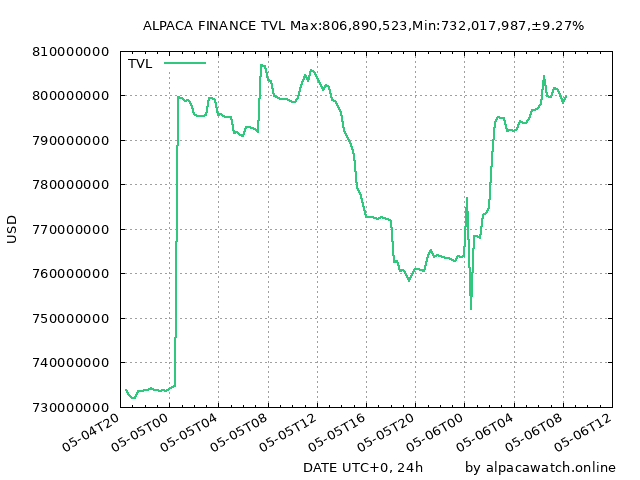 ALPACA FINANCE TVL Max:806,890,523,Min:732,017,987,±9.27%
TVL
810000000
800000000
790000000
780000000
770000000
760000000
750000000
740000000
730000000
USD
05-04T20
05-05T00
05-05T04
05-05T08
05-05T12
05-05T16
05-05T20
05-06T00
05-06T04
05-06T08
05-06T12
DATE UTC+0, 24h
by alpacawatch.online